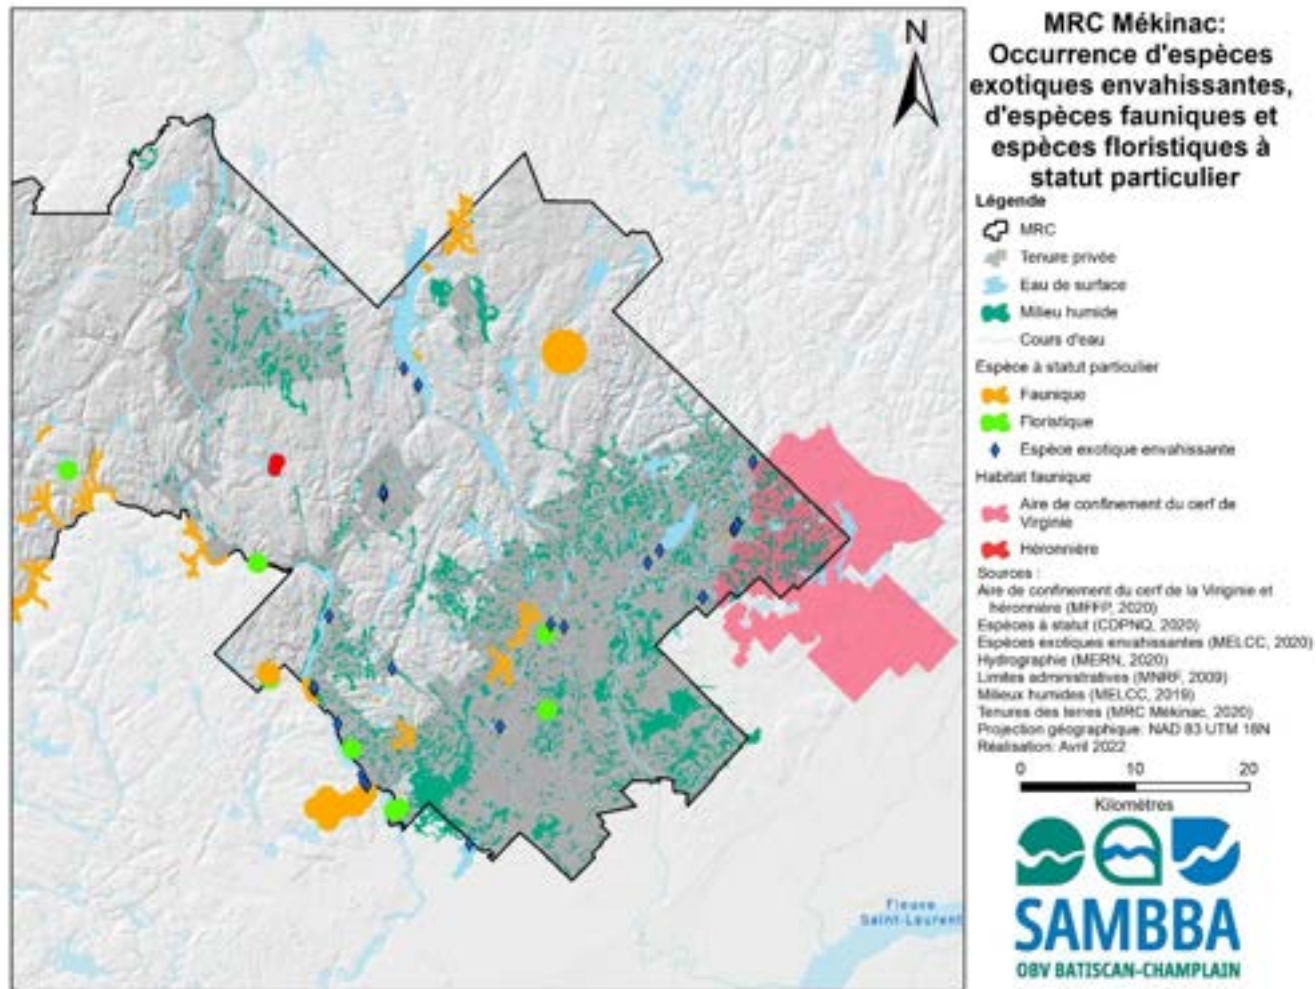 N
MRC Mékinac:
Occurrence d'espèces
exotiques envahissantes,
d'espèces fauniques et
espèces floristiques à
statut particulier
Légende
MRC
Tenure privée
Eau de surface
Milieu humide
Cours d'eau
Espèce à statut particulier
Faunique
Floristique
Espèce exotique envahissante
Habitat faunique
Aire de confinement du cerf de
Virginie
Héronnière
Sources :
Aire de confinement du cerf de la Viriginie et
héronnière (MFFP, 2020)
Espèces à statut (CDPNQ, 2020)
Espèces exotiques envahissantes (MELCC, 2020)
Hydrographie (MERN, 2020)
Limites administratives (MNRF, 2009)
Milieux humides (MELCC, 2019)
Tenures des terres (MRC Mékinac, 2020)
Projection géographique: NAD 83 UTM 18N
Réalisation: Avril 2022
0 10 20
Kilomètres
SAMBBA
OBV BATISCAN-CHAMPLAIN
Fleuve
Saint-Laurent